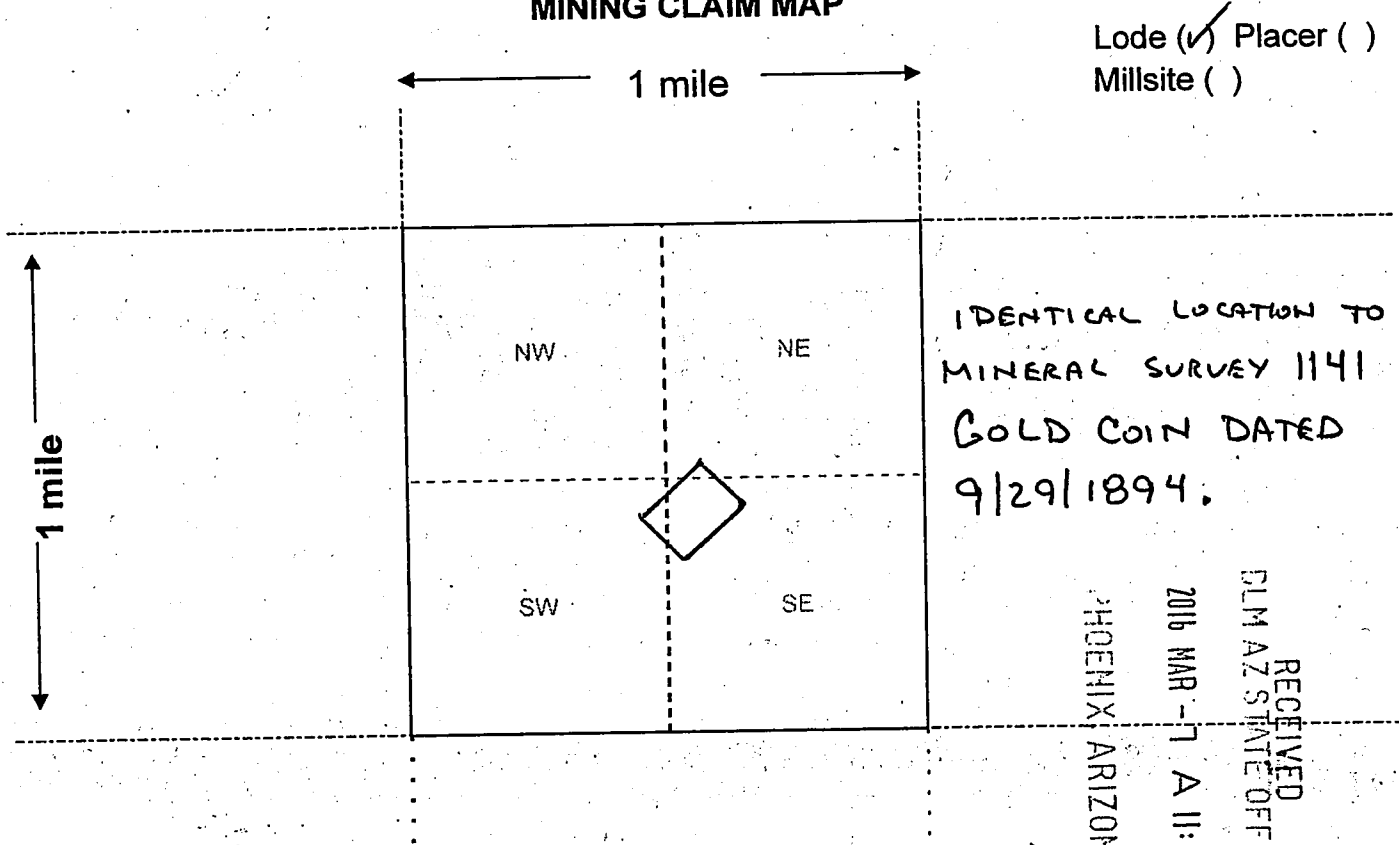 MINING CLAIM MAP
Lode (✓) Placer ( )
Millsite ( )
1 mile
1 mile
NW
NE
SW
SE
IDENTICAL LOCATION TO
MINERAL SURVEY 1141
GOLD COIN DATED
9/29/1894.
RECEIVED
BLM AZ STATE OFF
2016 MAR -7 A 11:
PHOENIX ARIZON